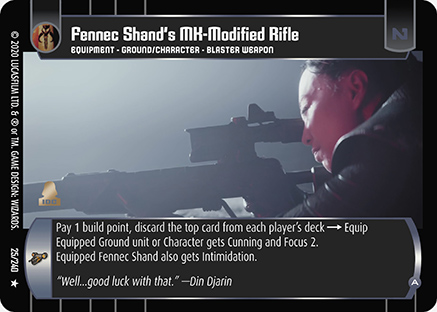 Fennec Shand's MK-Modified Rifle
EQUIPMENT - GROUND/CHARACTER - BLASTER WEAPON
N
© 2020 LUCASFILM LTD. & ® or TM. GAME DESIGN: WIZARDS.
25/240
IDC
Pay 1 build point, discard the top card from each player's deck → Equip
Equipped Ground unit or Character gets Cunning and Focus 2.
Equipped Fennec Shand also gets Intimidation.
"Well...good luck with that." —Din Djarin
A